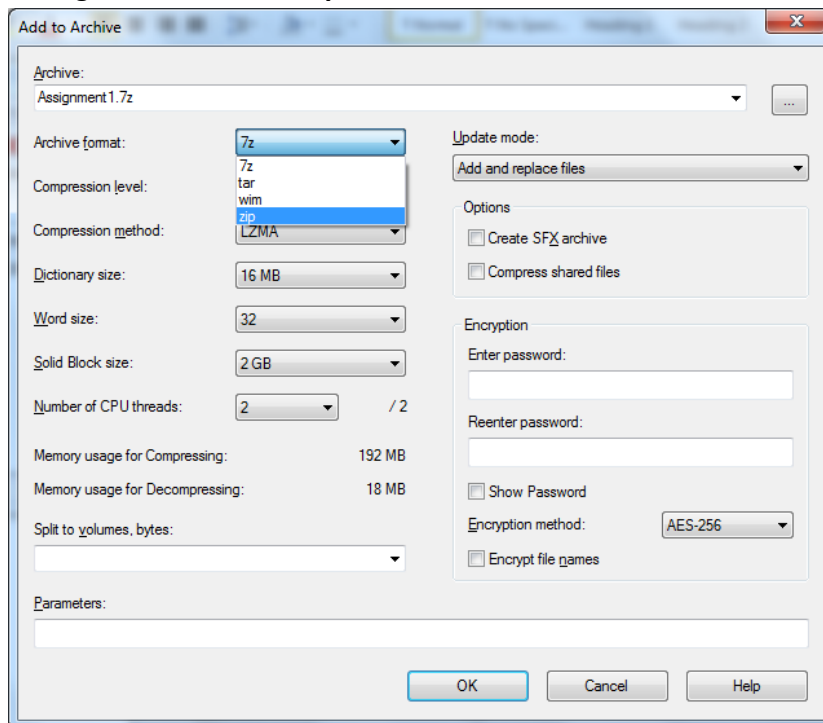 Add to Archive
Archive:
Assignment1.7z
...
Archive format:
7z
7z
tar
wim
zip
Compression level:
Compression method:
LZMA
Dictionary size:
16 MB
Word size:
32
Solid Block size:
2 GB
Number of CPU threads:
2
/ 2
Memory usage for Compressing:
192 MB
Memory usage for Decompressing:
18 MB
Split to volumes, bytes:
Parameters:
Update mode:
Add and replace files
Options
Create SFX archive
Compress shared files
Encryption
Enter password:
Reenter password:
Show Password
Encryption method:
AES-256
Encrypt file names
OK
Cancel
Help